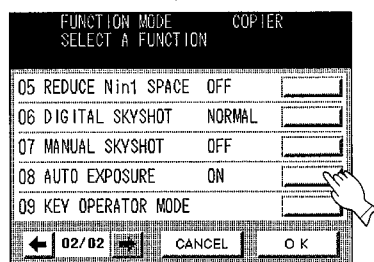 FUNCTION MODE COPIER
SELECT A FUNCTION
05 REDUCE Nin1 SPACE OFF
06 DIGITAL SKYSHOT NORMAL
07 MANUAL SKYSHOT OFF
08 AUTO EXPOSURE ON
09 KEY OPERATOR MODE
← 02/02 → CANCEL OK